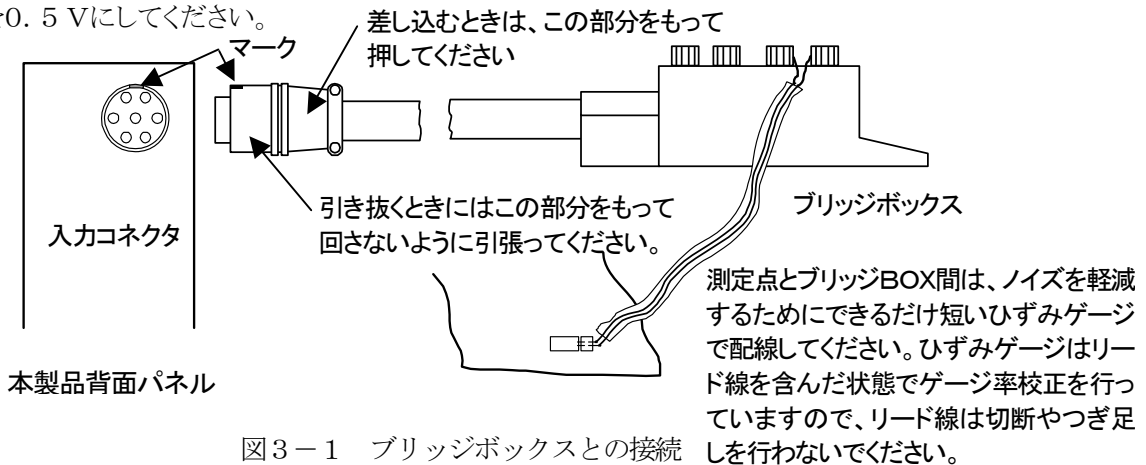 0.5Vにしてください。
マーク
差し込むときは、この部分をもって
押してください
引き抜くときにはこの部分をもって
回さないように引張ってください。
入力コネクタ
本製品背面パネル
ブリッジボックス
測定点とブリッジBOX間は、ノイズを軽減
するためにできるだけ短いひずみゲージ
で配線してください。ひずみゲージはリー
ド線を含んだ状態でゲージ率校正を行っ
ていますので、リード線は切断やつぎ足
しを行わないでください。
図3-1 ブリッジボックスとの接続